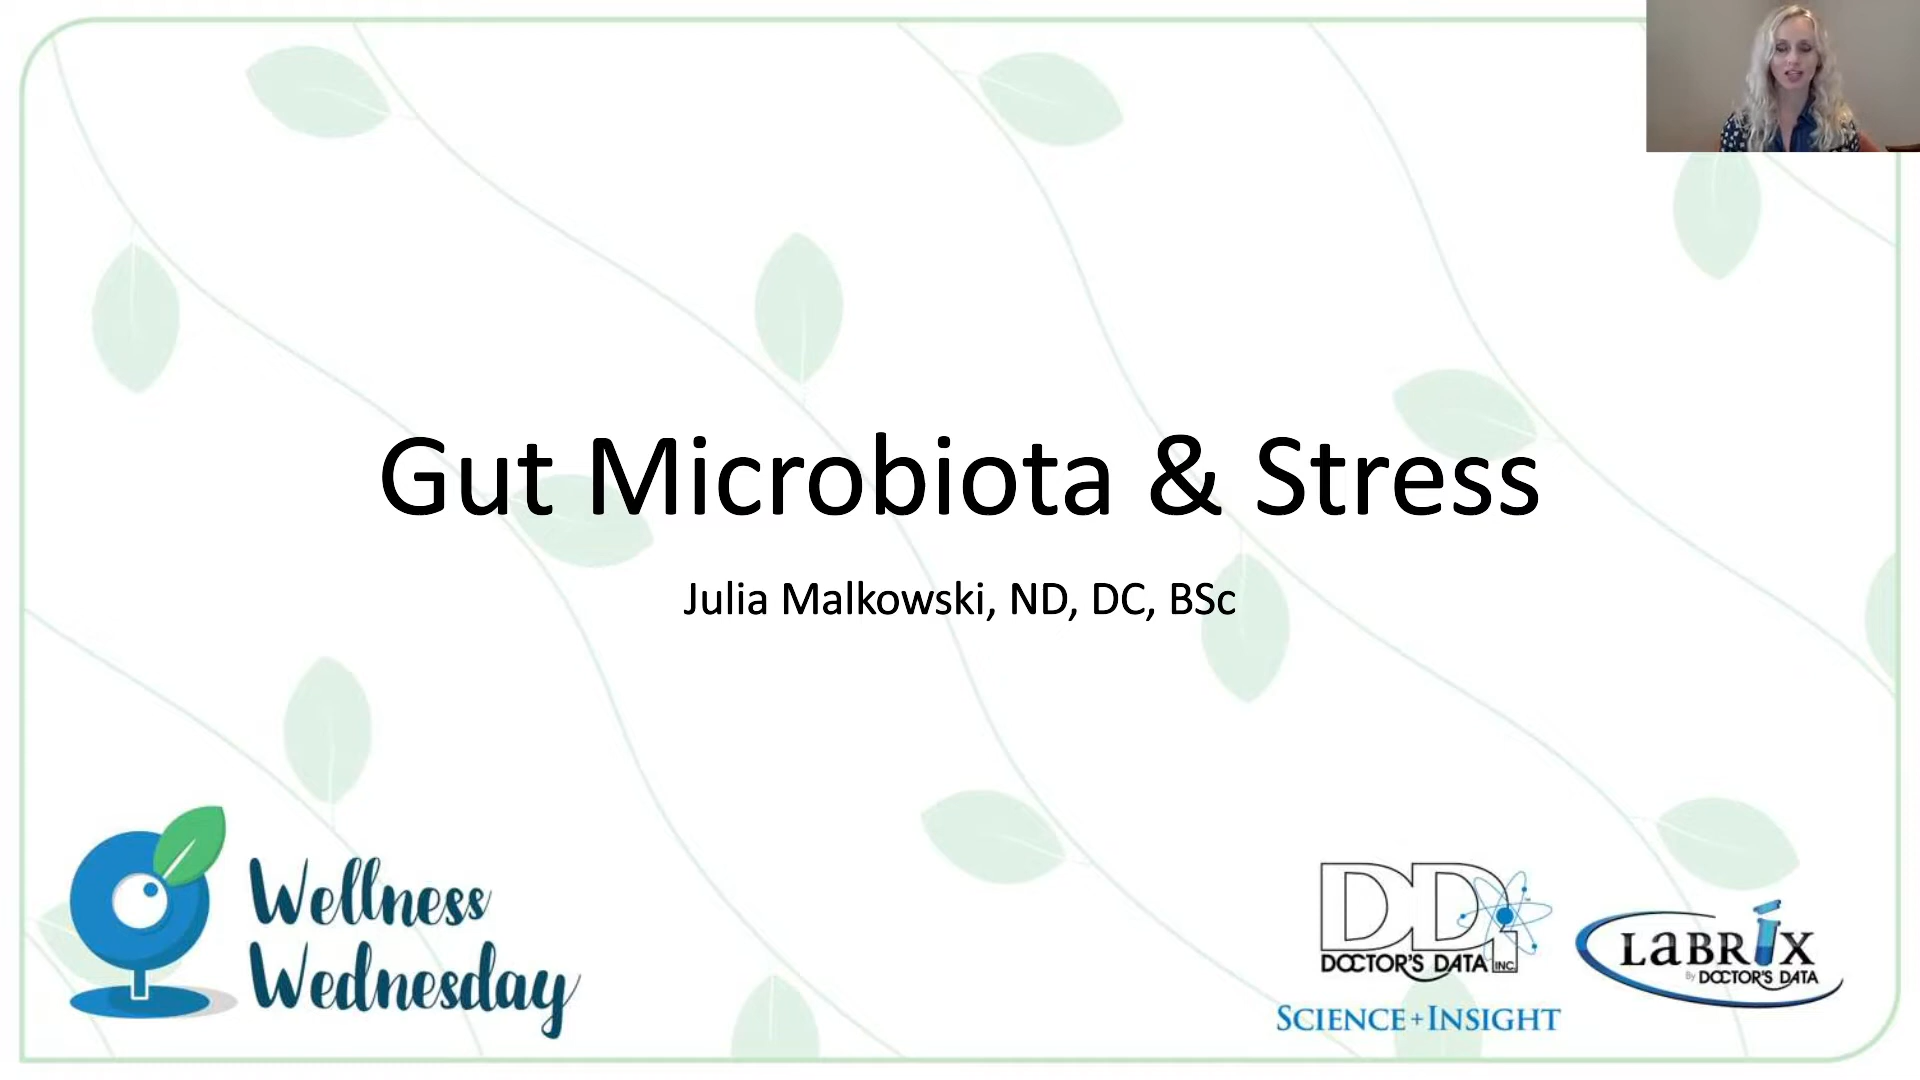 Gut Microbiota & Stress
Julia Malkowski, ND, DC, BSc
Wellness
Wednesday
DD
DOCTOR'S DATA INC.
SCIENCE+INSIGHT
LABRIX
By DOCTOR'S DATA